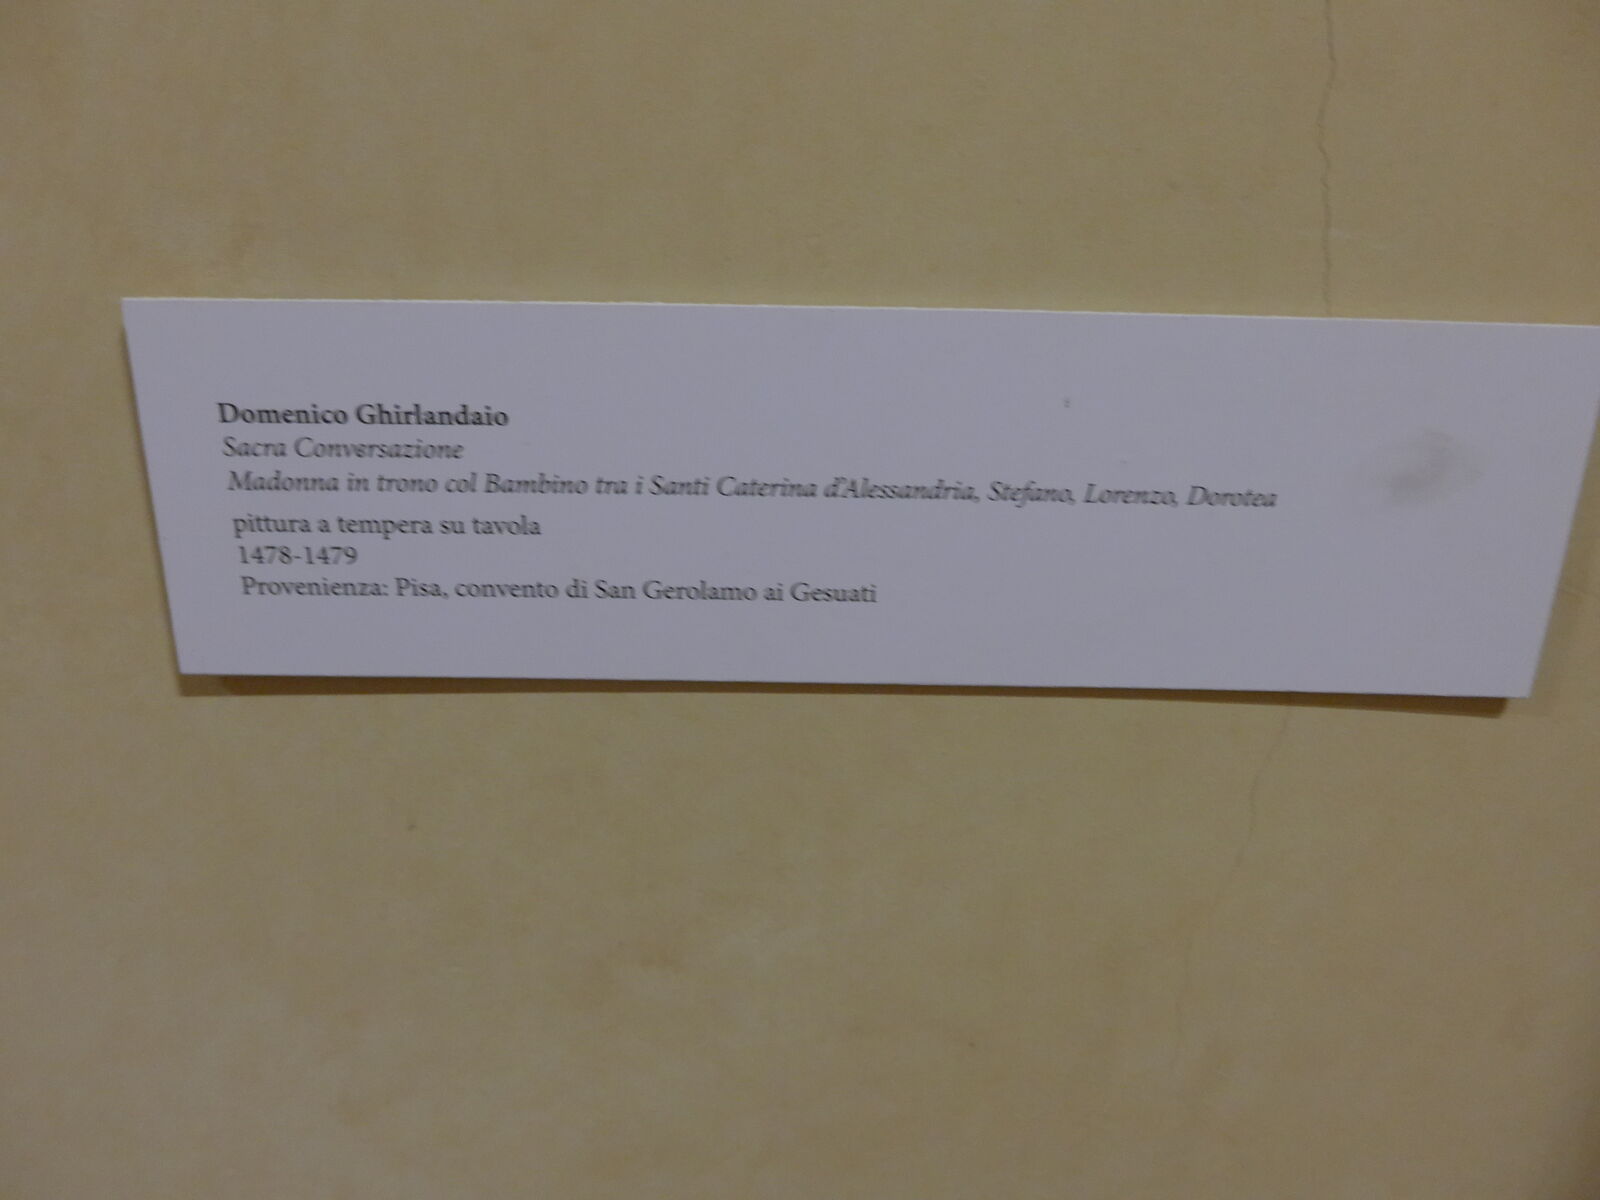 Domenico Ghirlandaio
Sacra Conversazione
Madonna in trono col Bambino tra i Santi Caterina d'Alessandria, Stefano, Lorenzo, Dorotea
pittura a tempera su tavola
1478-1479
Provenienza: Pisa, convento di San Gerolamo ai Gesuati